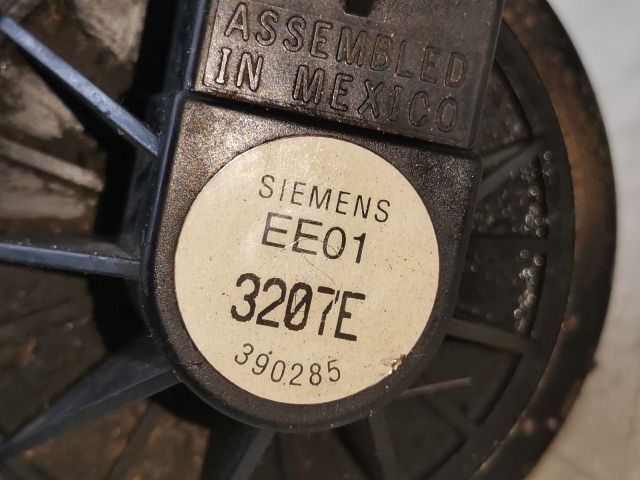 ASSEMBLED
IN MEXICO
SIEMENS
EE01
3207E
390285